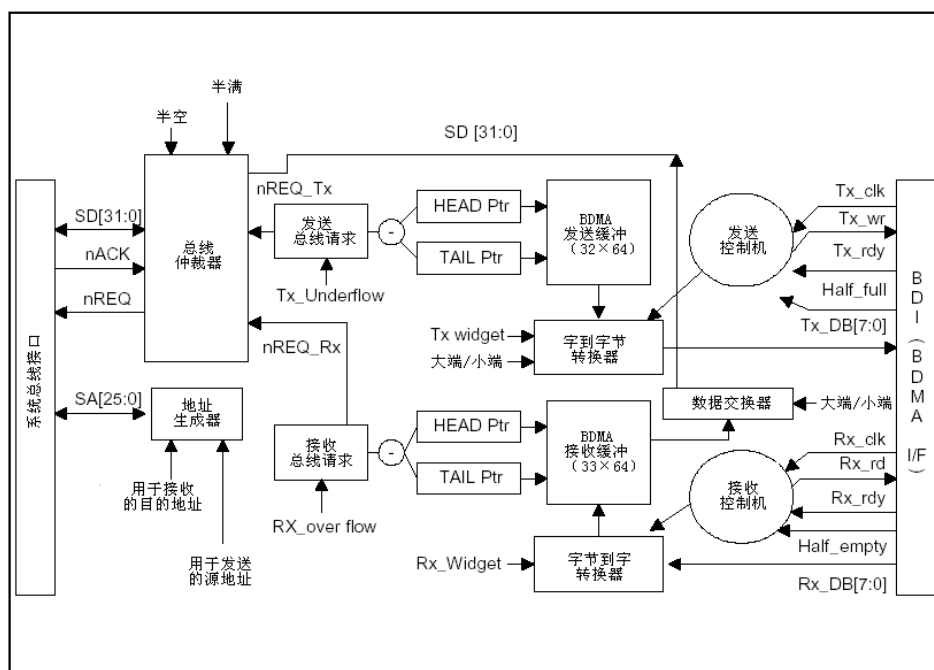 半满
半空
SD [31:0]
nREQ_Tx
Tx_clk
HEAD Ptr
BDMA
发送缓冲
(32×64)
SD[31:0]
总线
仲裁器
发送
总线请求
发送
控制机
Tx_wr
nACK
TAIL Ptr
Tx_rdy
nREQ
Tx_Underflow
Half_full
Tx widget
字到字节
转换器
Tx_DB[7:0]
nREQ_Rx
大端/小端
系统总线接口
BDI (BDMA I/F)
SA[25:0]
地址
生成器
数据交换器
大端/小端
HEAD Ptr
BDMA
接收缓冲
(33×64)
接收
总线请求
Rx_clk
Rx_rd
TAIL Ptr
接收
控制机
用于接收
的目的地址
Rx_rdy
RX_over flow
Half_empty
用于发送
的源地址
Rx_Widget
字节到字
转换器
Rx_DB[7:0]